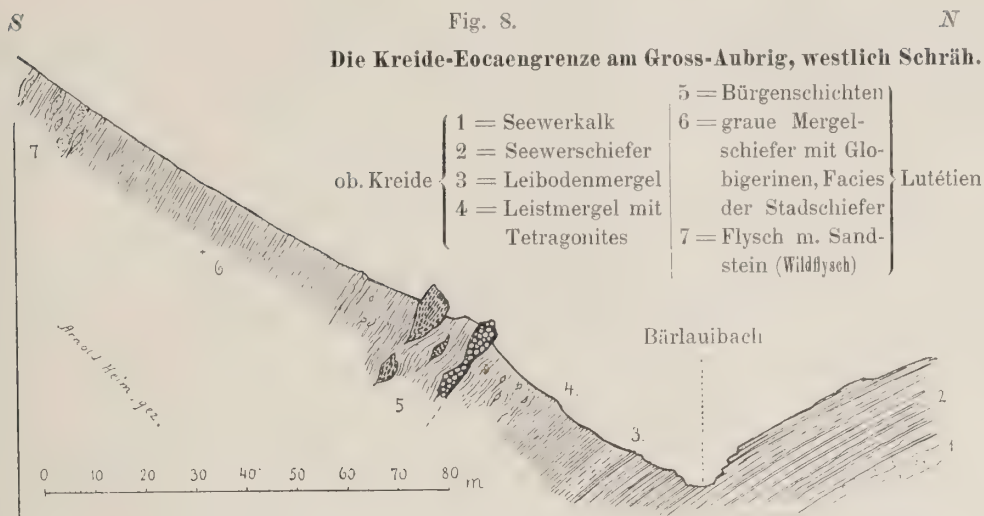 S Fig. 8. N
Die Kreide-Eocaengrenze am Gross-Aubrig, westlich Schräh.
ob. Kreide
1 = Seewerkalk
2 = Seewerschiefer
3 = Leibodenmergel
4 = Leistmergel mit
Tetragonites
5 = Bürgenschichten
6 = graue Mergel-
schiefer mit Glo-
bigerinen, Facies
der Stadschiefer
7 = Flysch m. Sand-
stein (Wildflysch)
Lutétien
7
6
Bärlauibach
Arnold Heim. gez.
5
4.
3.
2
1
0 10 20 30 40 50 60 70 80 m